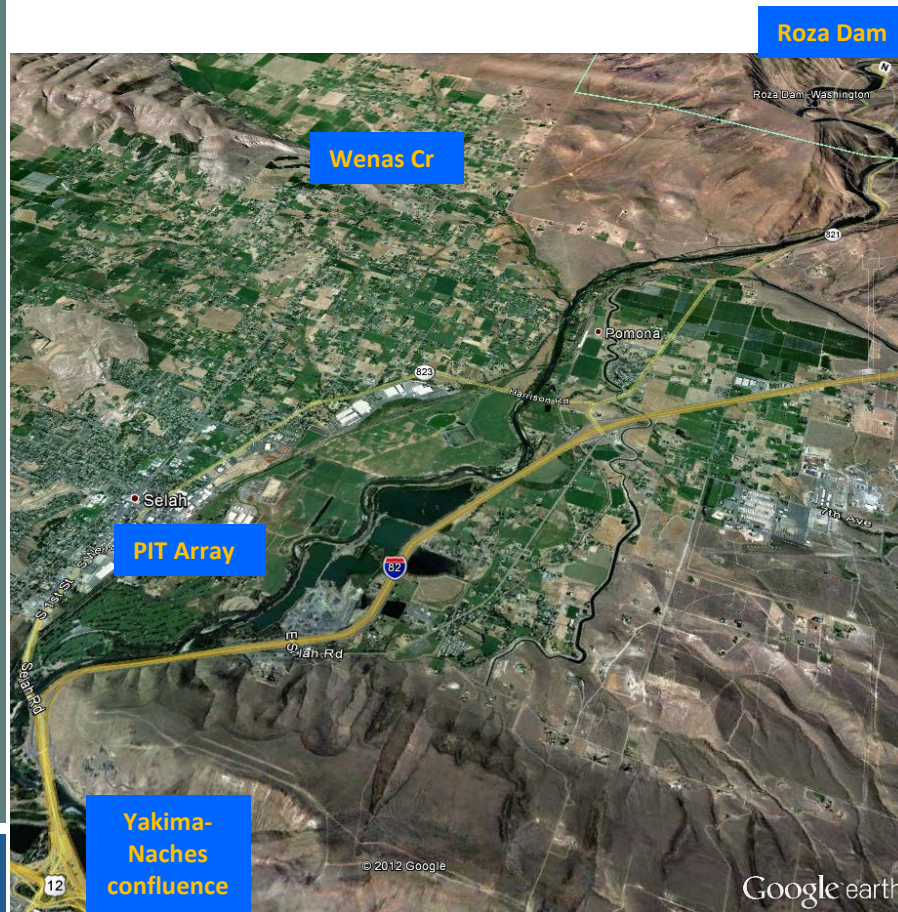 Roza Dam
N
Roza Dam-Washington
Wenas Cr
821
Pomona
823
Harrison Rd
Selah
7th Ave
PIT Array
S 1st St
82
E S
lah Rd
Selah Rd
Yakima-
Naches
confluence
© 2012 Google
12
Google earth